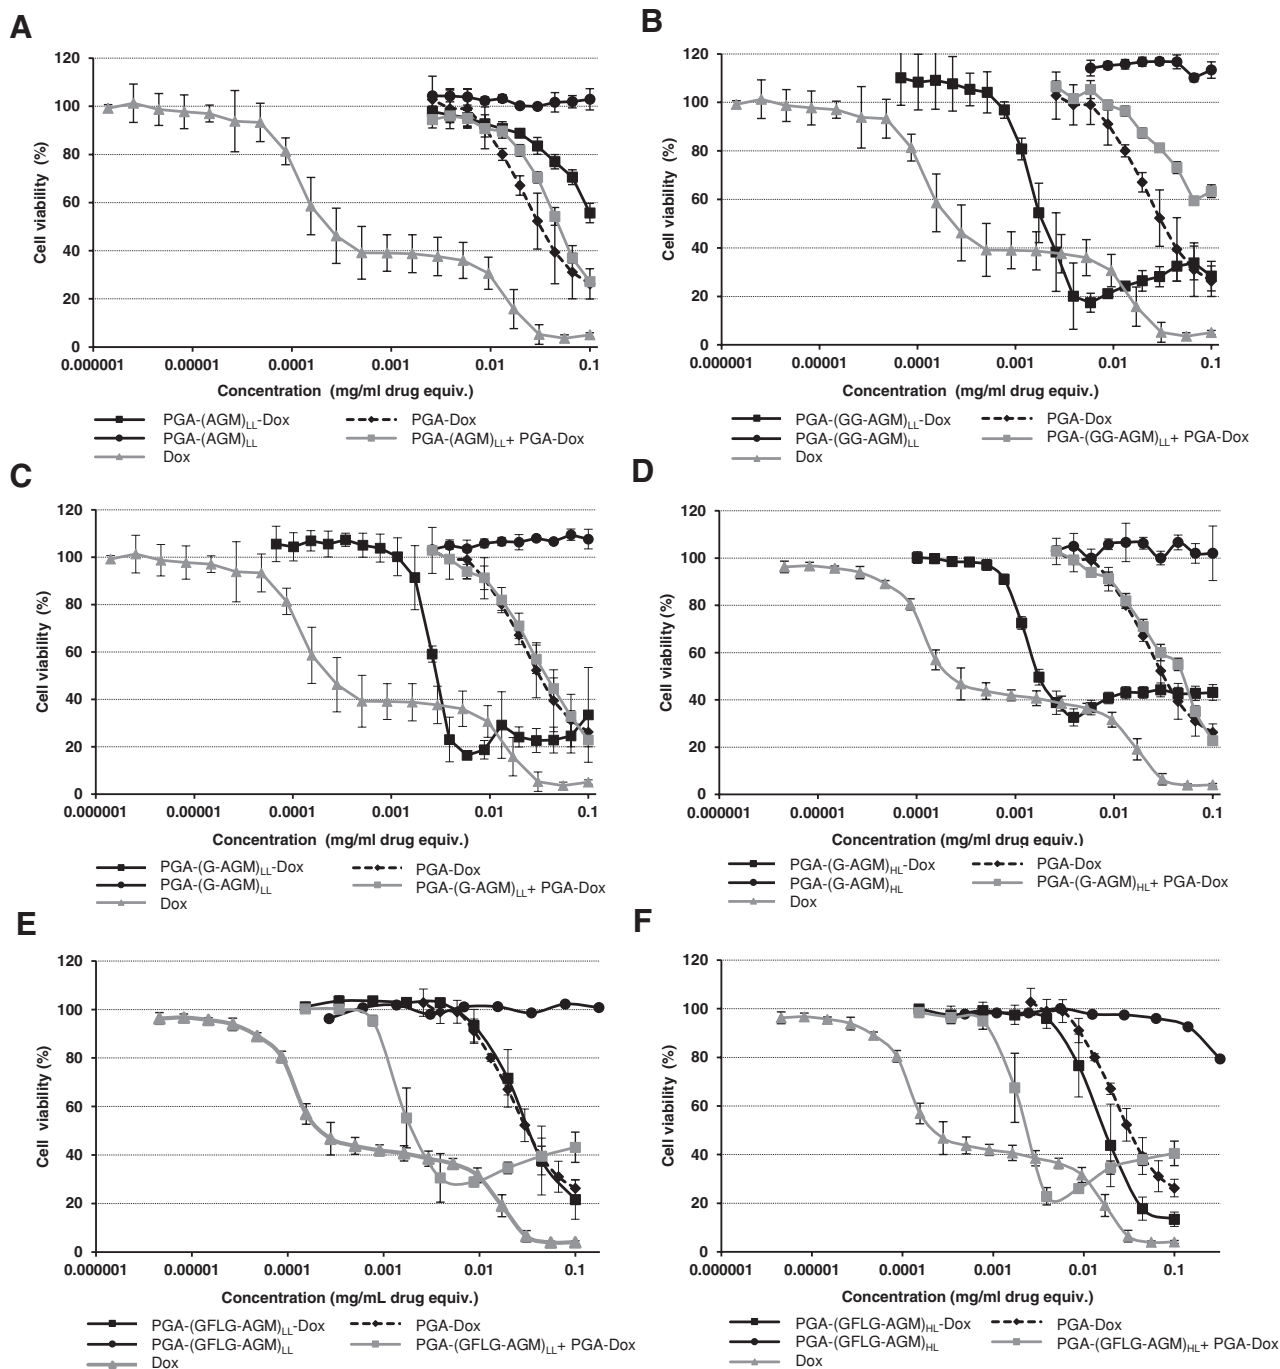 A
120
100
80
60
40
20
0
Cell viability (%)
0.000001 0.00001 0.0001 0.001 0.01 0.1
Concentration (mg/ml drug equiv.)
PGA-(AGM)LL-Dox PGA-Dox
PGA-(AGM)LL PGA-(AGM)LL+ PGA-Dox
Dox
B
120
100
80
60
40
20
0
Cell viability (%)
0.000001 0.00001 0.0001 0.001 0.01 0.1
Concentration (mg/ml drug equiv.)
PGA-(GG-AGM)LL-Dox PGA-Dox
PGA-(GG-AGM)LL PGA-(GG-AGM)LL+ PGA-Dox
Dox
C
120
100
80
60
40
20
0
Cell viability (%)
0.000001 0.00001 0.0001 0.001 0.01 0.1
Concentration (mg/ml drug equiv.)
PGA-(G-AGM)LL-Dox PGA-Dox
PGA-(G-AGM)LL PGA-(G-AGM)LL+ PGA-Dox
Dox
D
120
100
80
60
40
20
0
Cell viability (%)
0.000001 0.00001 0.0001 0.001 0.01 0.1
Concentration (mg/ml drug equiv.)
PGA-(G-AGM)HL-Dox PGA-Dox
PGA-(G-AGM)HL PGA-(G-AGM)HL+ PGA-Dox
Dox
E
120
100
80
60
40
20
0
Cell viability (%)
0.000001 0.00001 0.0001 0.001 0.01 0.1
Concentration (mg/mL drug equiv.)
PGA-(GFLG-AGM)LL-Dox PGA-Dox
PGA-(GFLG-AGM)LL PGA-(GFLG-AGM)LL+ PGA-Dox
Dox
F
120
100
80
60
40
20
0
Cell viability (%)
0.000001 0.00001 0.0001 0.001 0.01 0.1
Concentration (mg/ml drug equiv.)
PGA-(GFLG-AGM)HL-Dox PGA-Dox
PGA-(GFLG-AGM)HL PGA-(GFLG-AGM)HL+ PGA-Dox
Dox